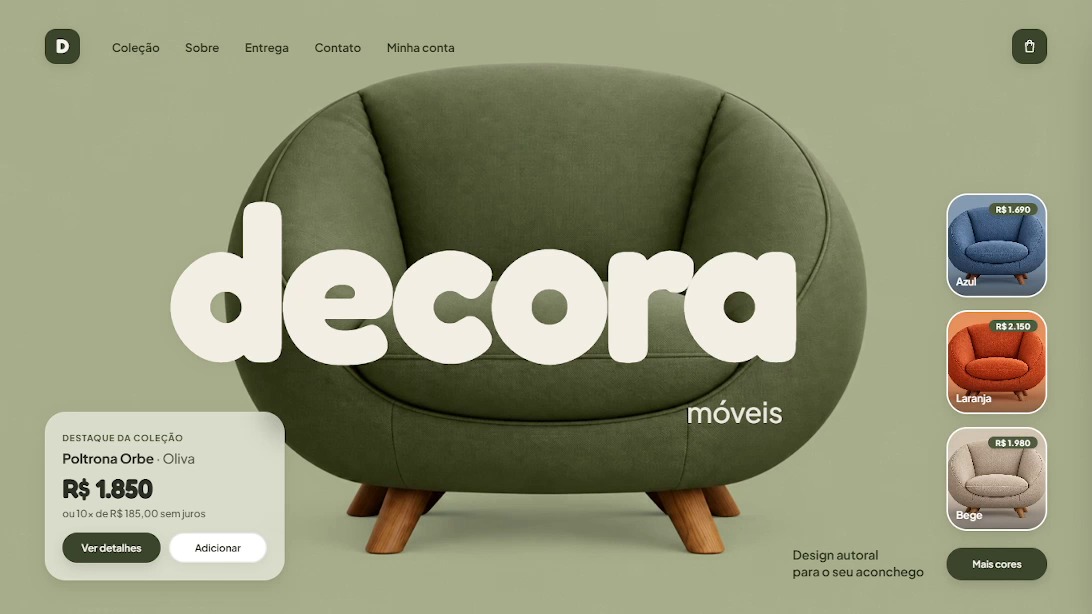 D
Coleção Sobre Entrega Contato Minha conta
decora
móveis
DESTAQUE DA COLEÇÃO
Poltrona Orbe · Oliva
R$ 1.850
ou 10x de R$ 185,00 sem juros
Ver detalhes
Adicionar
R$ 1.690
Azul
R$ 2.150
Laranja
R$ 1.980
Bege
Design autoral
para o seu aconchego
Mais cores